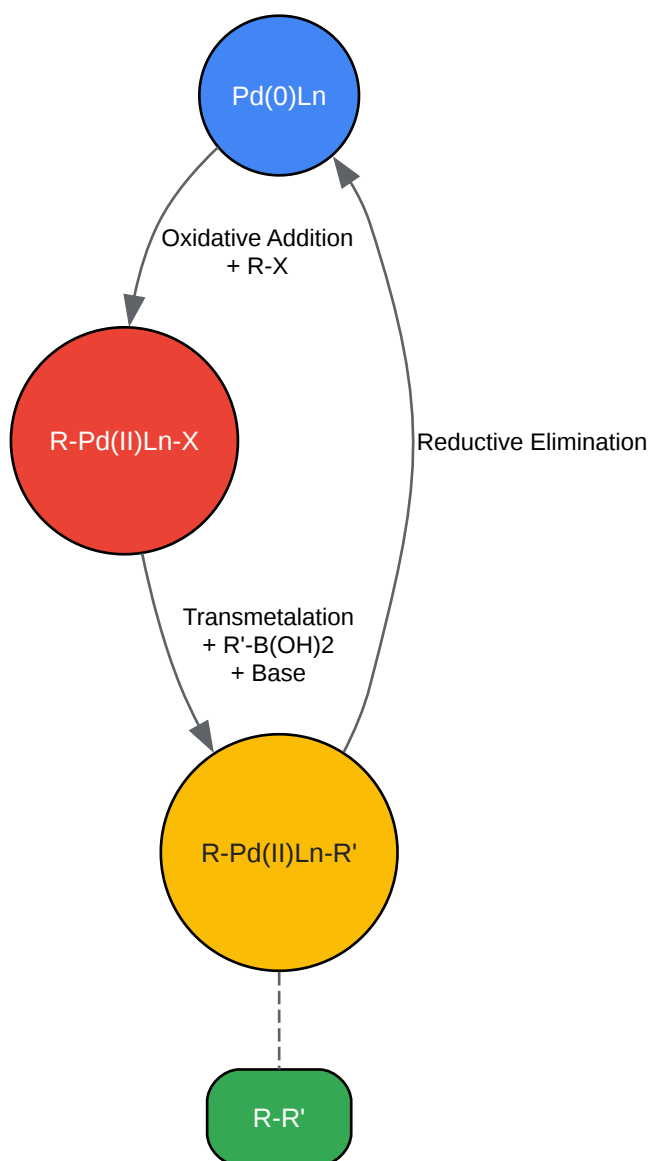 Pd(0)Ln
Oxidative Addition
+ R-X
R-Pd(II)Ln-X
Reductive Elimination
Transmetalation
+ R'-B(OH)2
+ Base
R-Pd(II)Ln-R'
R-R'